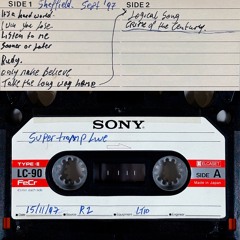 SIDE 1 Sheffield. Sept '97
SIDE 2
It's a hard world.
Listen to me
Sooner or Later
Rudy.
Only make believe
Take the long way home
Logical Song
Crime of the Century.
SONY
Supertramp Live
TYPE-II
LC-90
FeCr
ELCASET
SIDE A
Made in Japan
15/11/97
R2
LTD